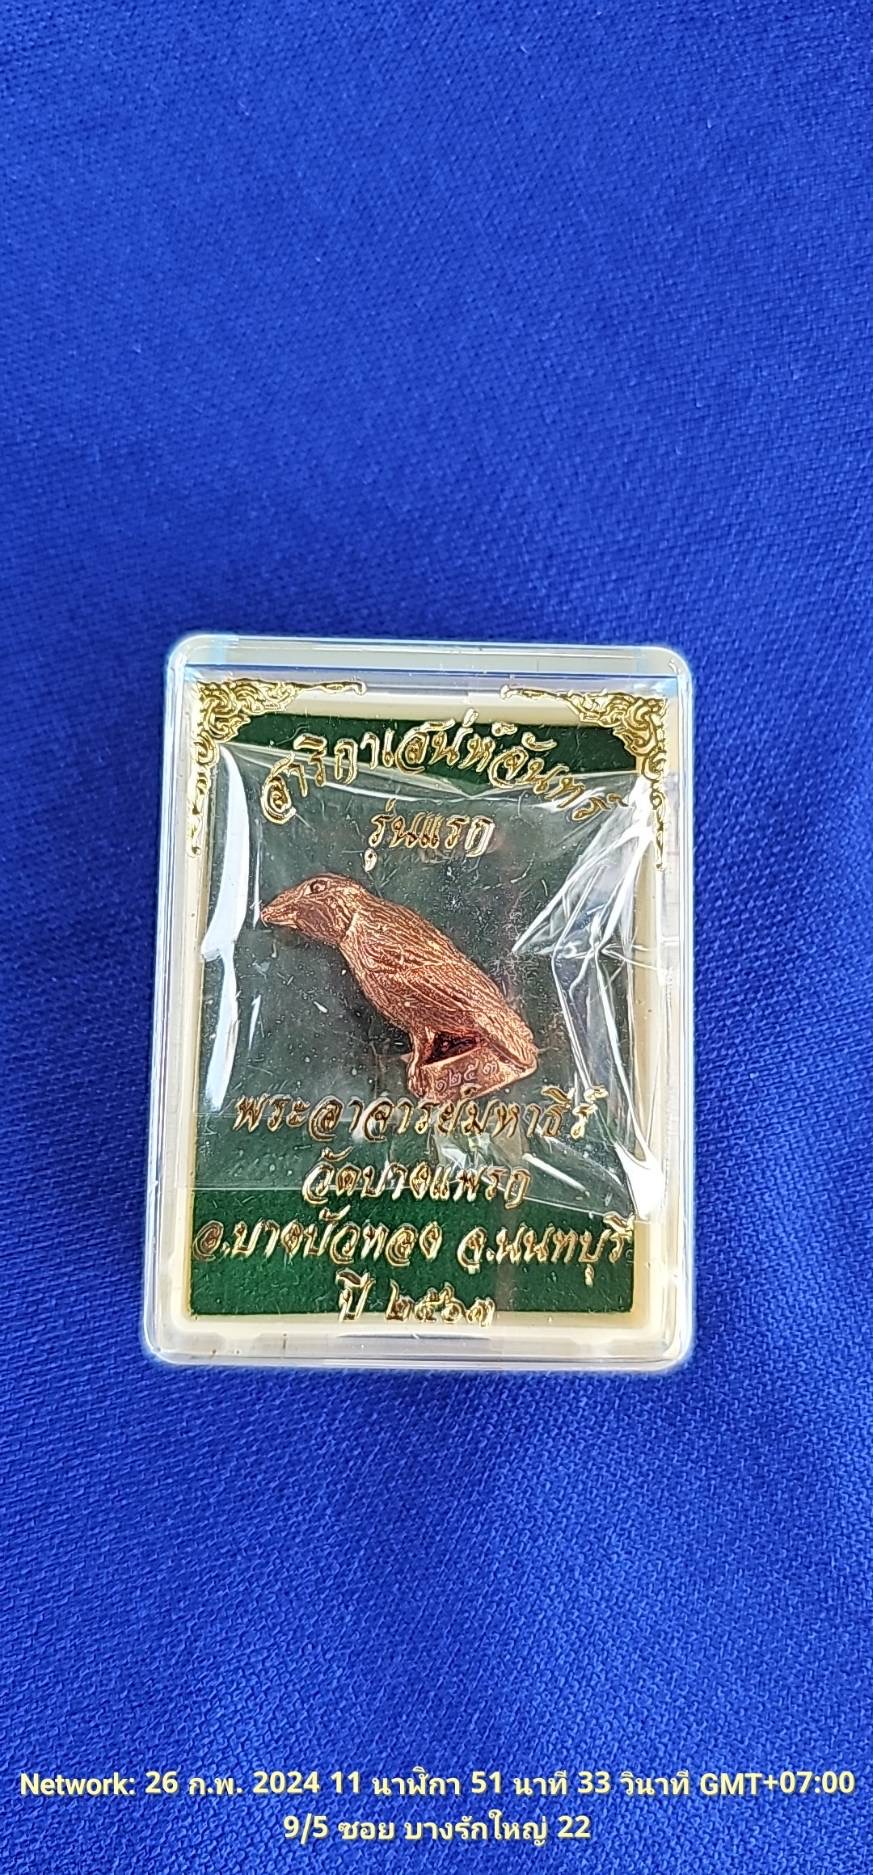 สาริกาเสน่ห์จันทรา
รุ่นแรก
๑๒๕๓
พระอาจารย์มหาธีร์
วัดบางแพรก
อ.บางบัวทอง จ.นนทบุรี
ปี ๒๕๖๓
Network: 26 ก.พ. 2024 11 นาฬิกา 51 นาที 33 วินาที GMT+07:00
9/5 ซอย บางรักใหญ่ 22